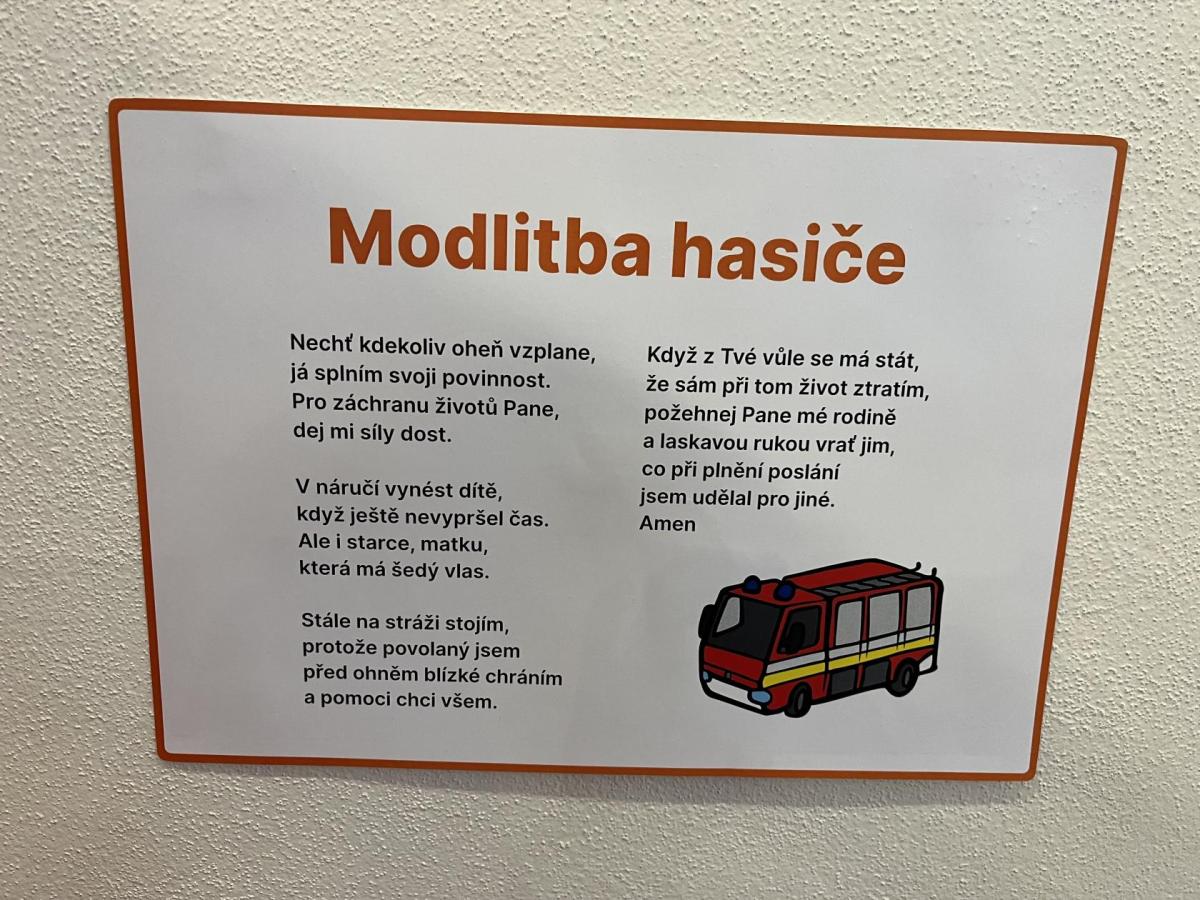 Modlitba hasiče
Nechť kdekoliv oheň vzplane,
já splním svoji povinnost.
Pro záchranu životů Pane,
dej mi síly dost.
V náručí vynést dítě,
když ještě nevypršel čas.
Ale i starce, matku,
která má šedý vlas.
Stále na stráži stojím,
protože povolaný jsem
před ohněm blízké chráním
a pomoci chci všem.
Když z Tvé vůle se má stát,
že sám při tom život ztratím,
požehnej Pane mé rodině
a laskavou rukou vrať jim,
co při plnění poslání
jsem udělal pro jiné.
Amen